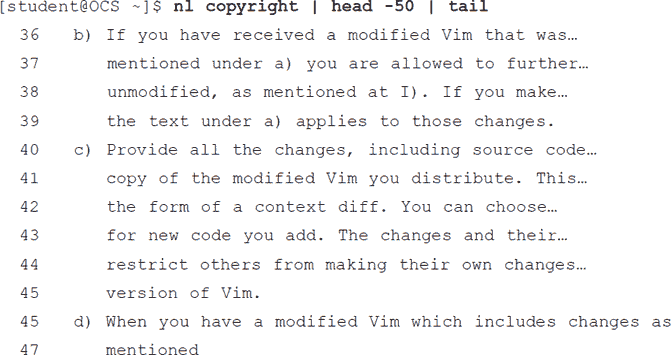 [student@OCS ~]$ nl copyright | head -50 | tail
36 b) If you have received a modified Vim that was…
37 mentioned under a) you are allowed to further…
38 unmodified, as mentioned at I). If you make…
39 the text under a) applies to those changes.
40 c) Provide all the changes, including source code…
41 copy of the modified Vim you distribute. This…
42 the form of a context diff. You can choose…
43 for new code you add. The changes and their…
44 restrict others from making their own changes…
45 version of Vim.
45 d) When you have a modified Vim which includes changes as
47 mentioned